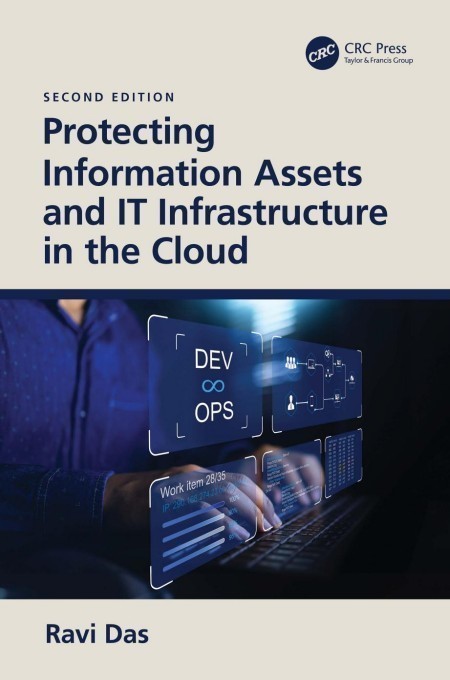 CRC
CRC Press
Taylor & Francis Group
SECOND EDITION
Protecting
Information Assets
and IT Infrastructure
in the Cloud
DEV
OPS
Work item 28/35
100%
Ravi Das